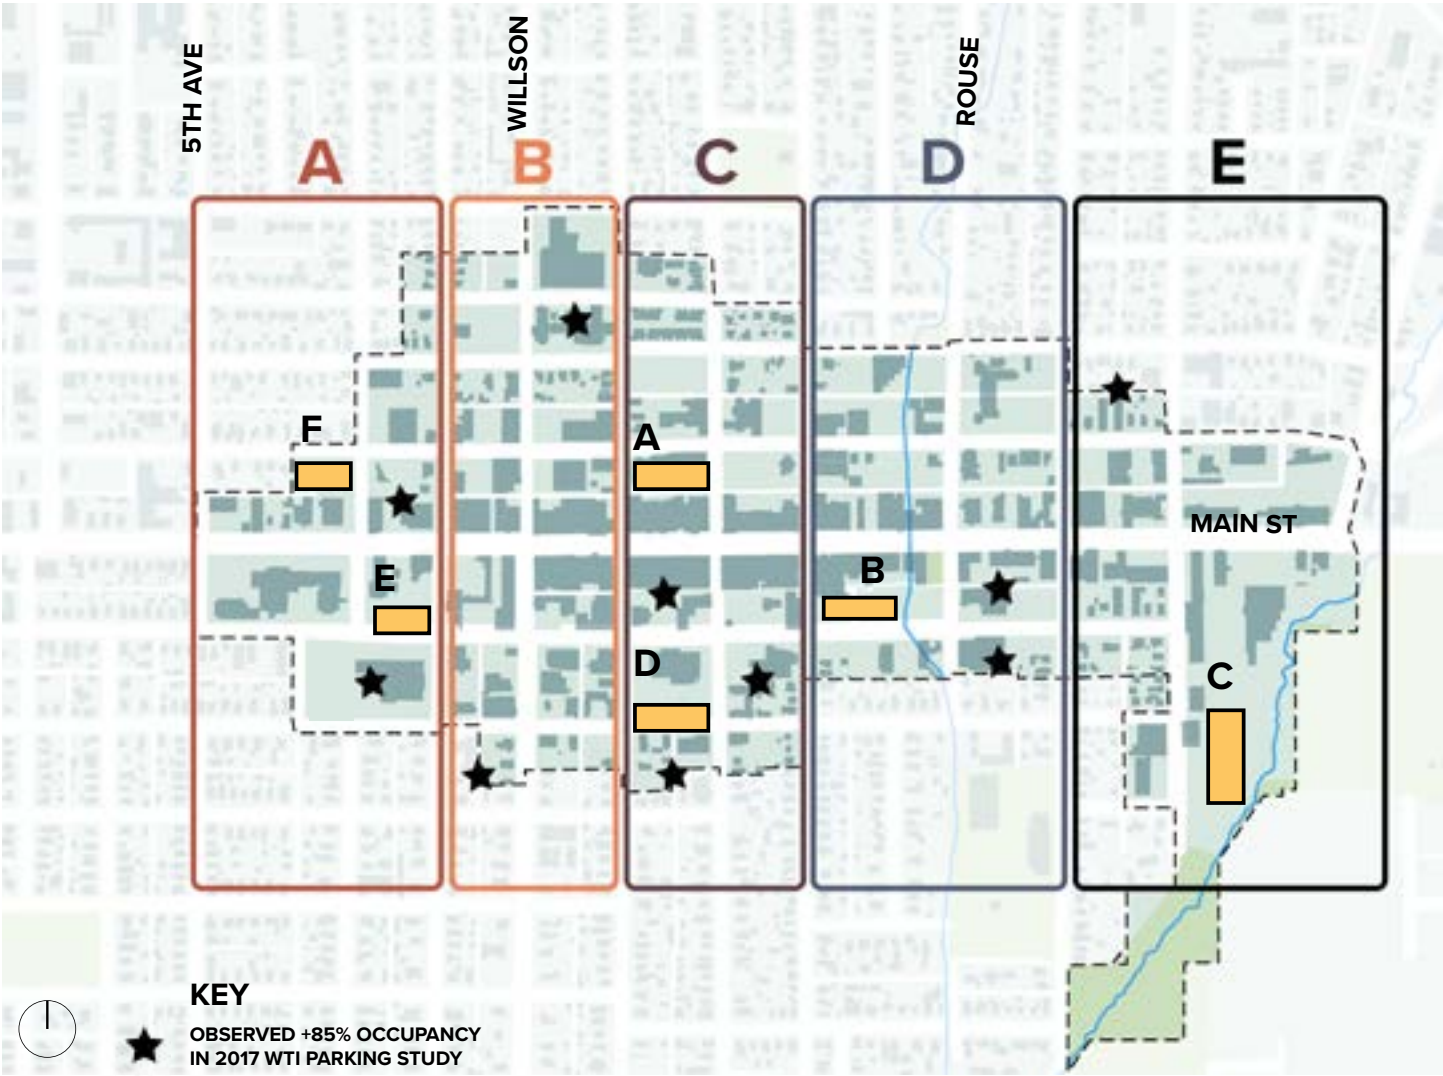 5TH AVE
WILLSON
ROUSE
A
B
C
D
E
F
A
MAIN ST
E
B
D
C
KEY
OBSERVED +85% OCCUPANCY
IN 2017 WTI PARKING STUDY